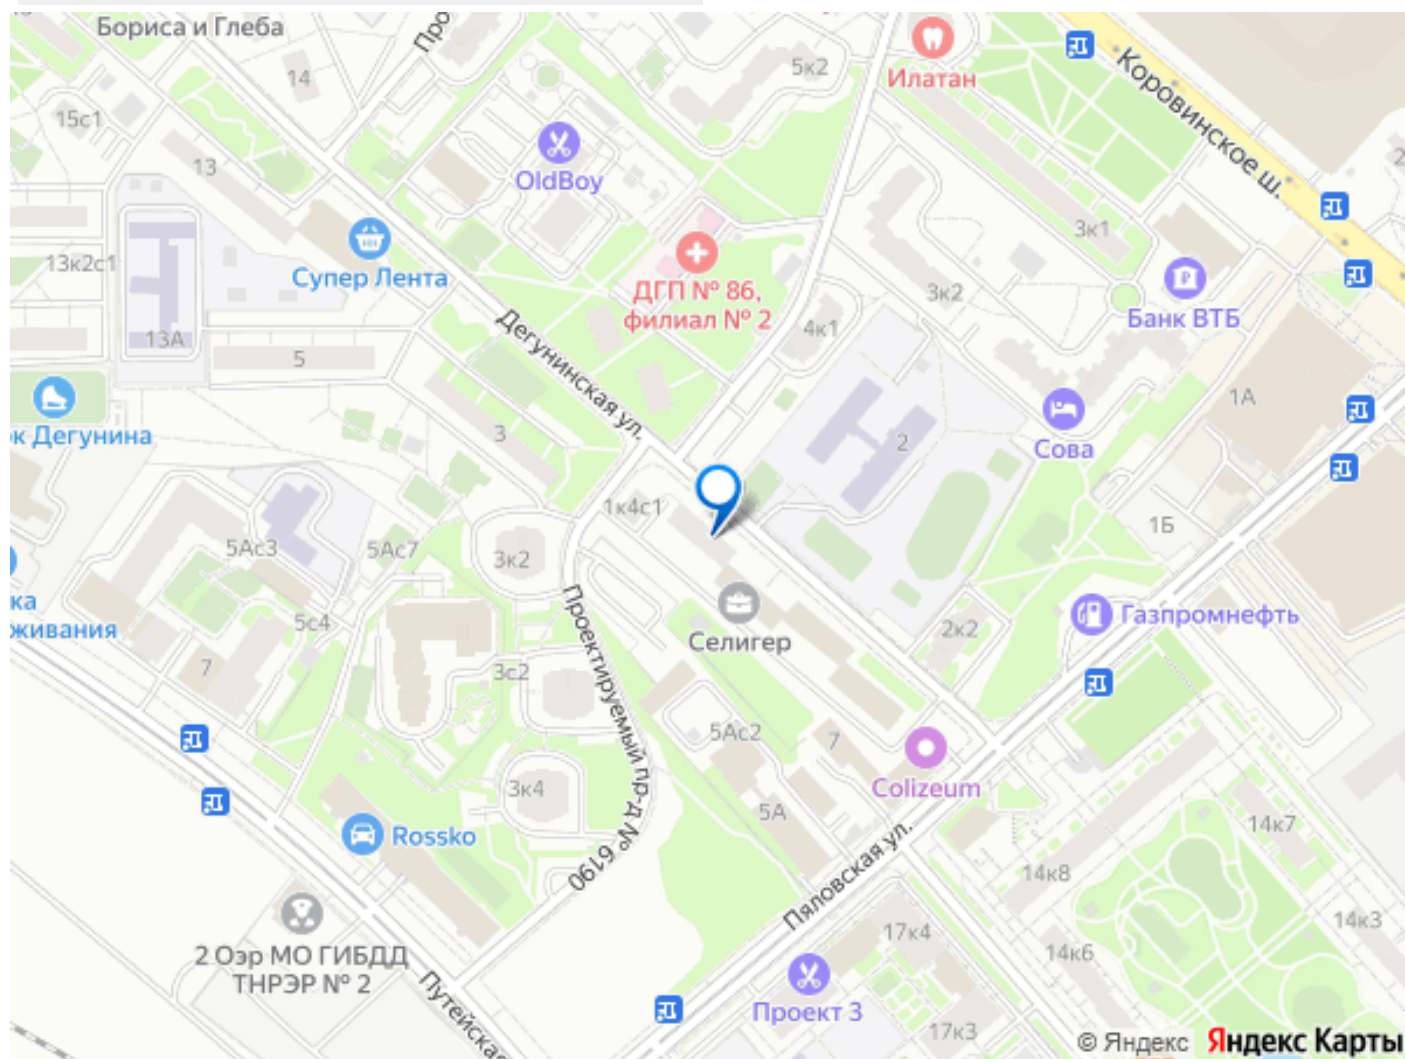 Бориса и Глеба
Про
14
5к2
Илатан
Коровинское ш.
15с1
13
OldBoy
3к1
Супер Лента
13к2с1
ДГП № 86,
филиал № 2
3к2
Банк ВТБ
4к1
13А
5
Дегунинская ул.
1А
к Дегунина
3
2
Сова
1к4с1
1Б
5Ас3
5Ас7
3к2
ка
живания
5с4
Проектируемый пр-д № 6190
Селигер
2к2
Газпромнефть
7
3с2
5Ас2
7
Colizeum
3к4
5А
Rossko
Пяловская ул.
14к7
14к8
2 Оэр МО ГИБДД
ТНРЭР № 2
17к4
14к3
14к6
Путейская
Проект 3
17к3
© Яндекс Яндекс Карты